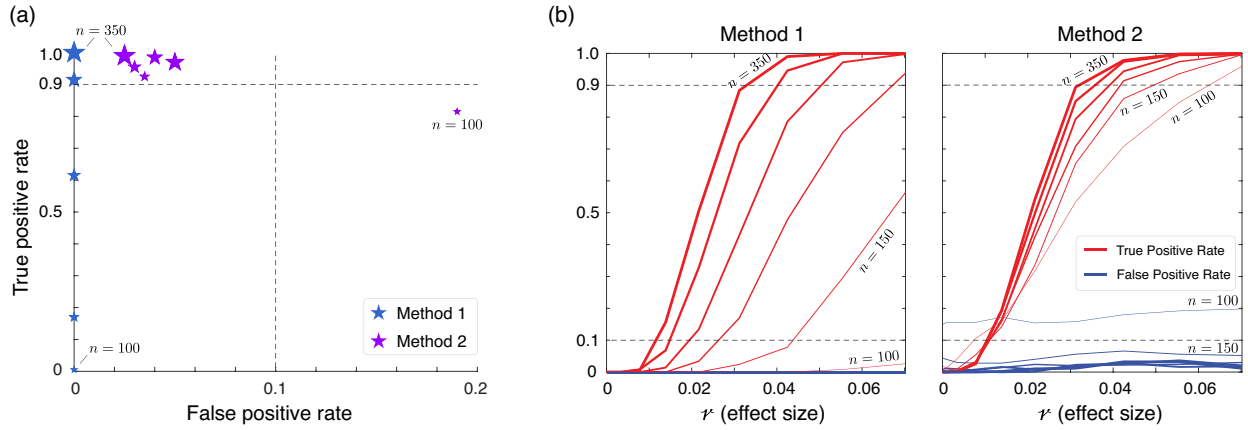 (a)
n = 350
1.0
0.9
0.5
0.1
0
n = 100
n = 100
Method 1
Method 2
0
0.1
0.2
False positive rate
True positive rate
(b)
Method 1
1.0
0.9
0.5
0.1
0
n = 350
n = 150
n = 100
0
0.02
0.04
0.06
r (effect size)
Method 2
n = 350
n = 150
n = 100
True Positive Rate
False Positive Rate
n = 100
n = 150
0
0.02
0.04
0.06
r (effect size)